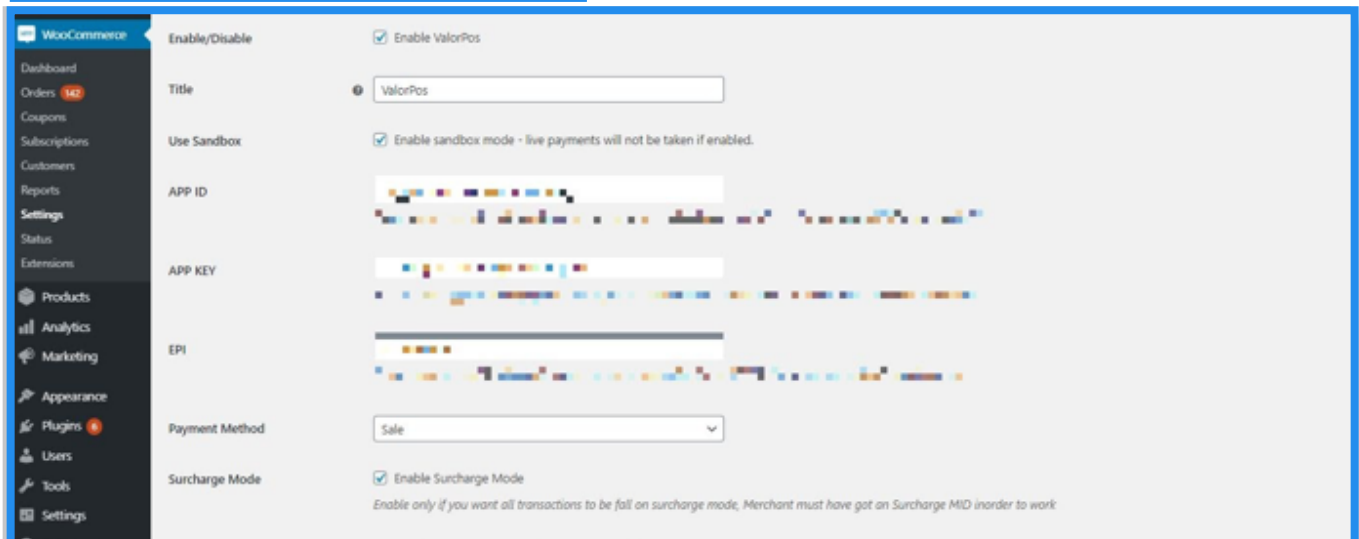 WooCommerce
Dashboard
Orders 142
Coupons
Subscriptions
Customers
Reports
Settings
Status
Extensions
Products
Analytics
Marketing
Appearance
Plugins 6
Users
Tools
Settings
Enable/Disable
Enable ValorPos
Title
ValorPos
Use Sandbox
Enable sandbox mode - live payments will not be taken if enabled.
APP ID
APP KEY
EPI
Payment Method
Sale
Surcharge Mode
Enable Surcharge Mode
Enable only if you want all transactions to be fall on surcharge mode, Merchant must have got an Surcharge MID inorder to work